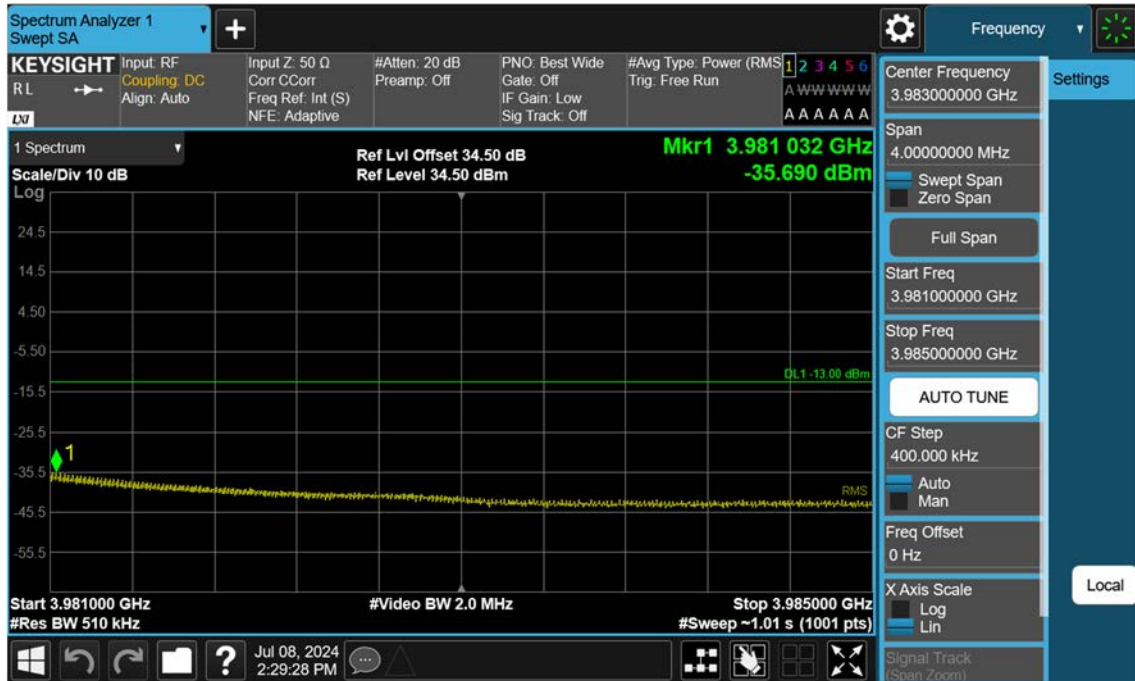 Spectrum Analyzer 1
Swept SA
+
Frequency
KEYSIGHT
RL
LXI
Input: RF
Coupling: DC
Align: Auto
Input Z: 50 Ω
Corr CCorr
Freq Ref: Int (S)
NFE: Adaptive
#Atten: 20 dB
Preamp: Off
PNO: Best Wide
Gate: Off
IF Gain: Low
Sig Track: Off
#Avg Type: Power (RMS
Trig: Free Run
1 2 3 4 5 6
A W W W W W
A A A A A A
1 Spectrum
Scale/Div 10 dB
Ref Lvl Offset 34.50 dB
Ref Level 34.50 dBm
Mkr1 3.981 032 GHz
-35.690 dBm
Log
24.5
14.5
4.50
-5.50
-15.5
-25.5
-35.5
-45.5
-55.5
DL1 -13.00 dBm
1
RMS
Start 3.981000 GHz
#Video BW 2.0 MHz
Stop 3.985000 GHz
#Res BW 510 kHz
#Sweep ~1.01 s (1001 pts)
Center Frequency
3.983000000 GHz
Settings
Span
4.00000000 MHz
Swept Span
Zero Span
Full Span
Start Freq
3.981000000 GHz
Stop Freq
3.985000000 GHz
AUTO TUNE
CF Step
400.000 kHz
Auto
Man
Freq Offset
0 Hz
X Axis Scale
Log
Lin
Local
Signal Track
(Span Zoom)
?
Jul 08, 2024
2:29:28 PM